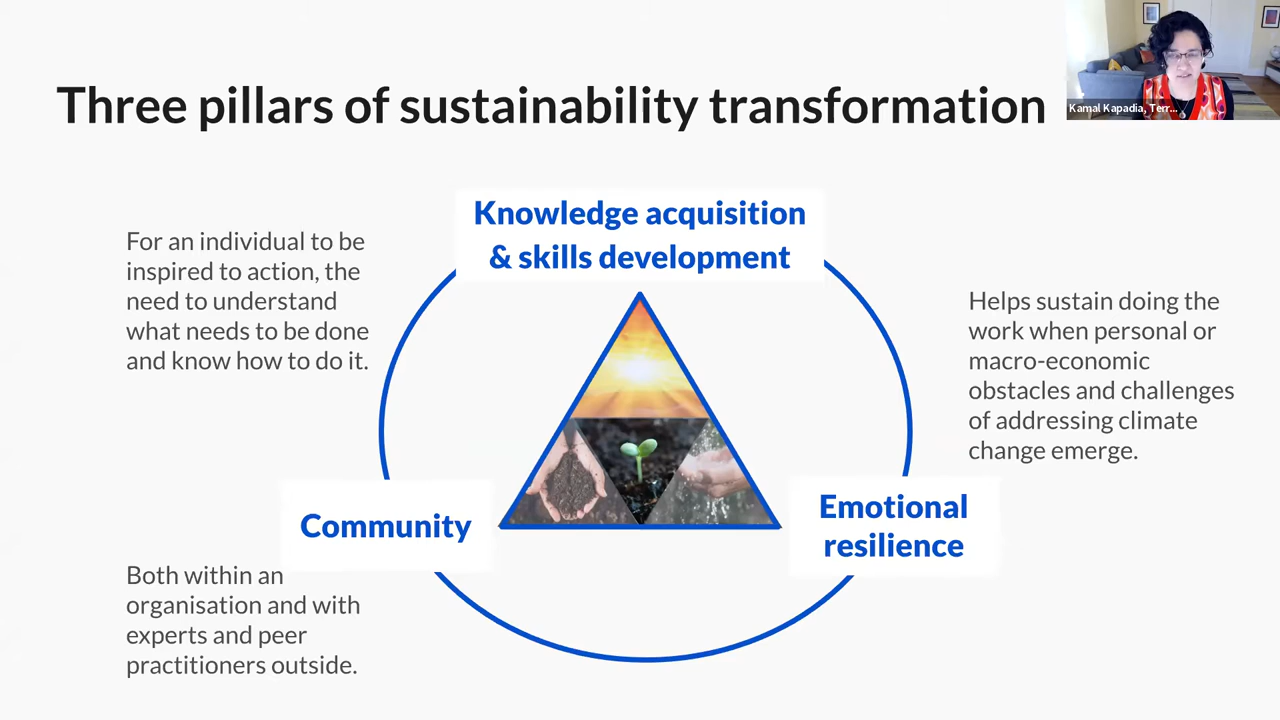 Three pillars of sustainability transformation
Kamal Kapadia, Terr...
Knowledge acquisition
& skills development
For an individual to be
inspired to action, the
need to understand
what needs to be done
and know how to do it.
Helps sustain doing the
work when personal or
macro-economic
obstacles and challenges
of addressing climate
change emerge.
Community
Emotional
resilience
Both within an
organisation and with
experts and peer
practitioners outside.